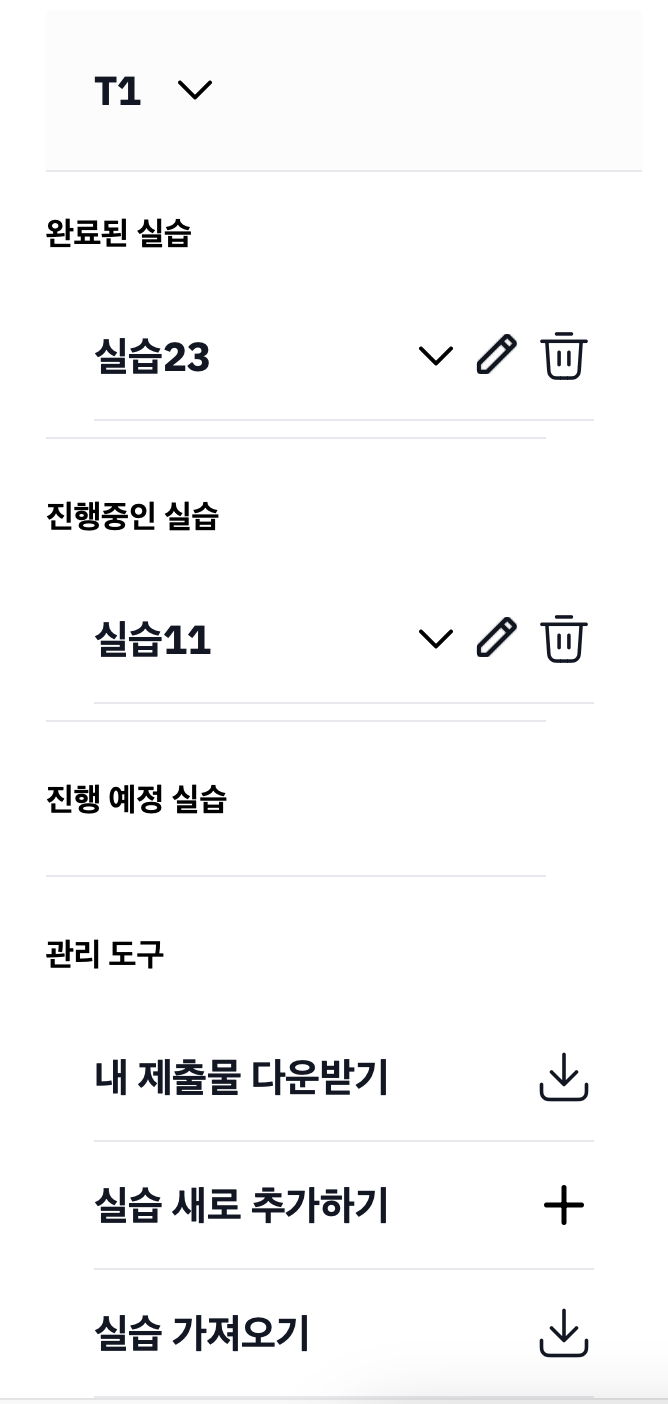 T1
완료된 실습
실습23
진행중인 실습
실습11
진행 예정 실습
관리 도구
내 제출물 다운받기
실습 새로 추가하기
실습 가져오기